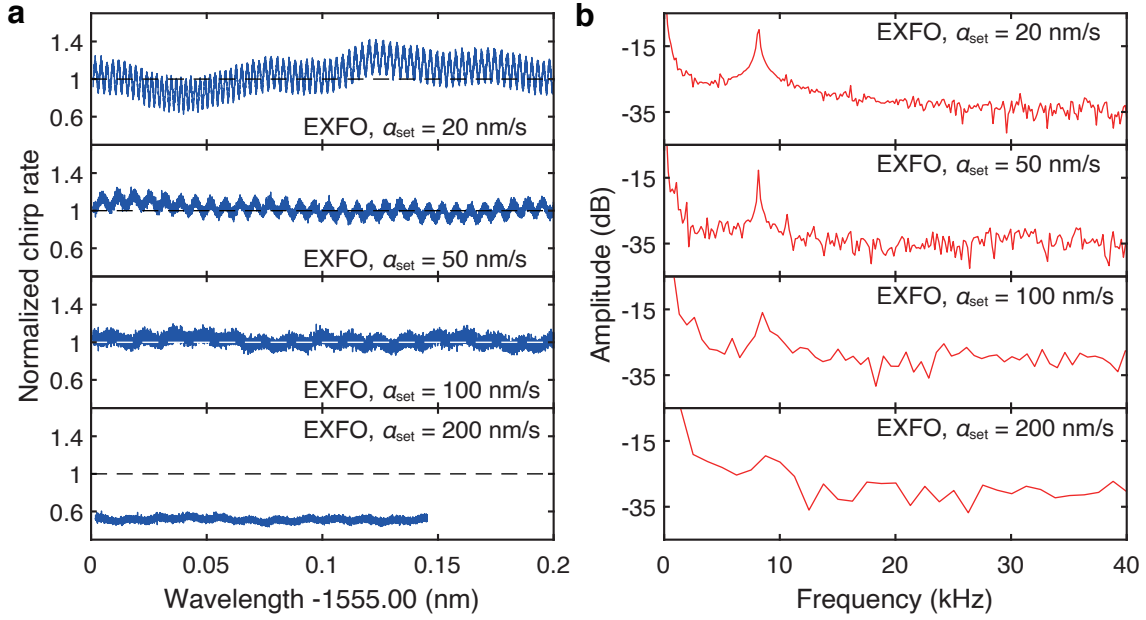 a
Normalized chirp rate
1.4
1
0.6
EXFO, αset = 20 nm/s
1.4
1
0.6
EXFO, αset = 50 nm/s
1.4
1
0.6
EXFO, αset = 100 nm/s
EXFO, αset = 200 nm/s
1.4
1
0.6
0 0.05 0.1 0.15 0.2
Wavelength -1555.00 (nm)
b
Amplitude (dB)
EXFO, αset = 20 nm/s
-15
-35
EXFO, αset = 50 nm/s
-15
-35
EXFO, αset = 100 nm/s
-15
-35
EXFO, αset = 200 nm/s
-15
-35
0 10 20 30 40
Frequency (kHz)